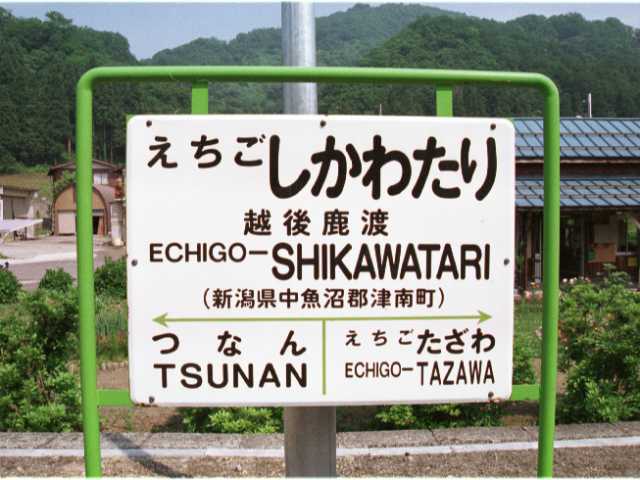 えちごしかわたり
越後鹿渡
ECHIGO-SHIKAWATARI
(新潟県中魚沼郡津南町)
つなん
TSUNAN
えちごたざわ
ECHIGO-TAZAWA